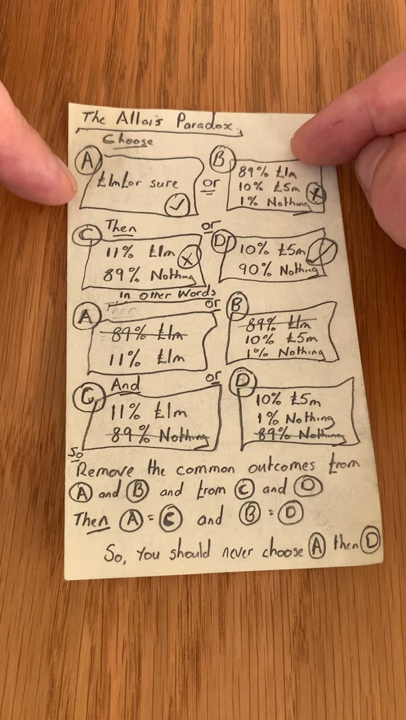 The Allais Paradox.
Choose
A £1m for sure ✓ or B 89% £1m
10% £5m
1% Nothing ✗
Then or
C 11% £1m ✗
89% Nothing
D 10% £5m ✓
90% Nothing
In other words
or
A 89% £1m
11% £1m
B 89% £1m
10% £5m
1% Nothing
And or
C 11% £1m
89% Nothing
D 10% £5m
1% Nothing
89% Nothing
So
Remove the common outcomes from
A and B and from C and D
Then A = C and B = D
So, you should never choose A then D